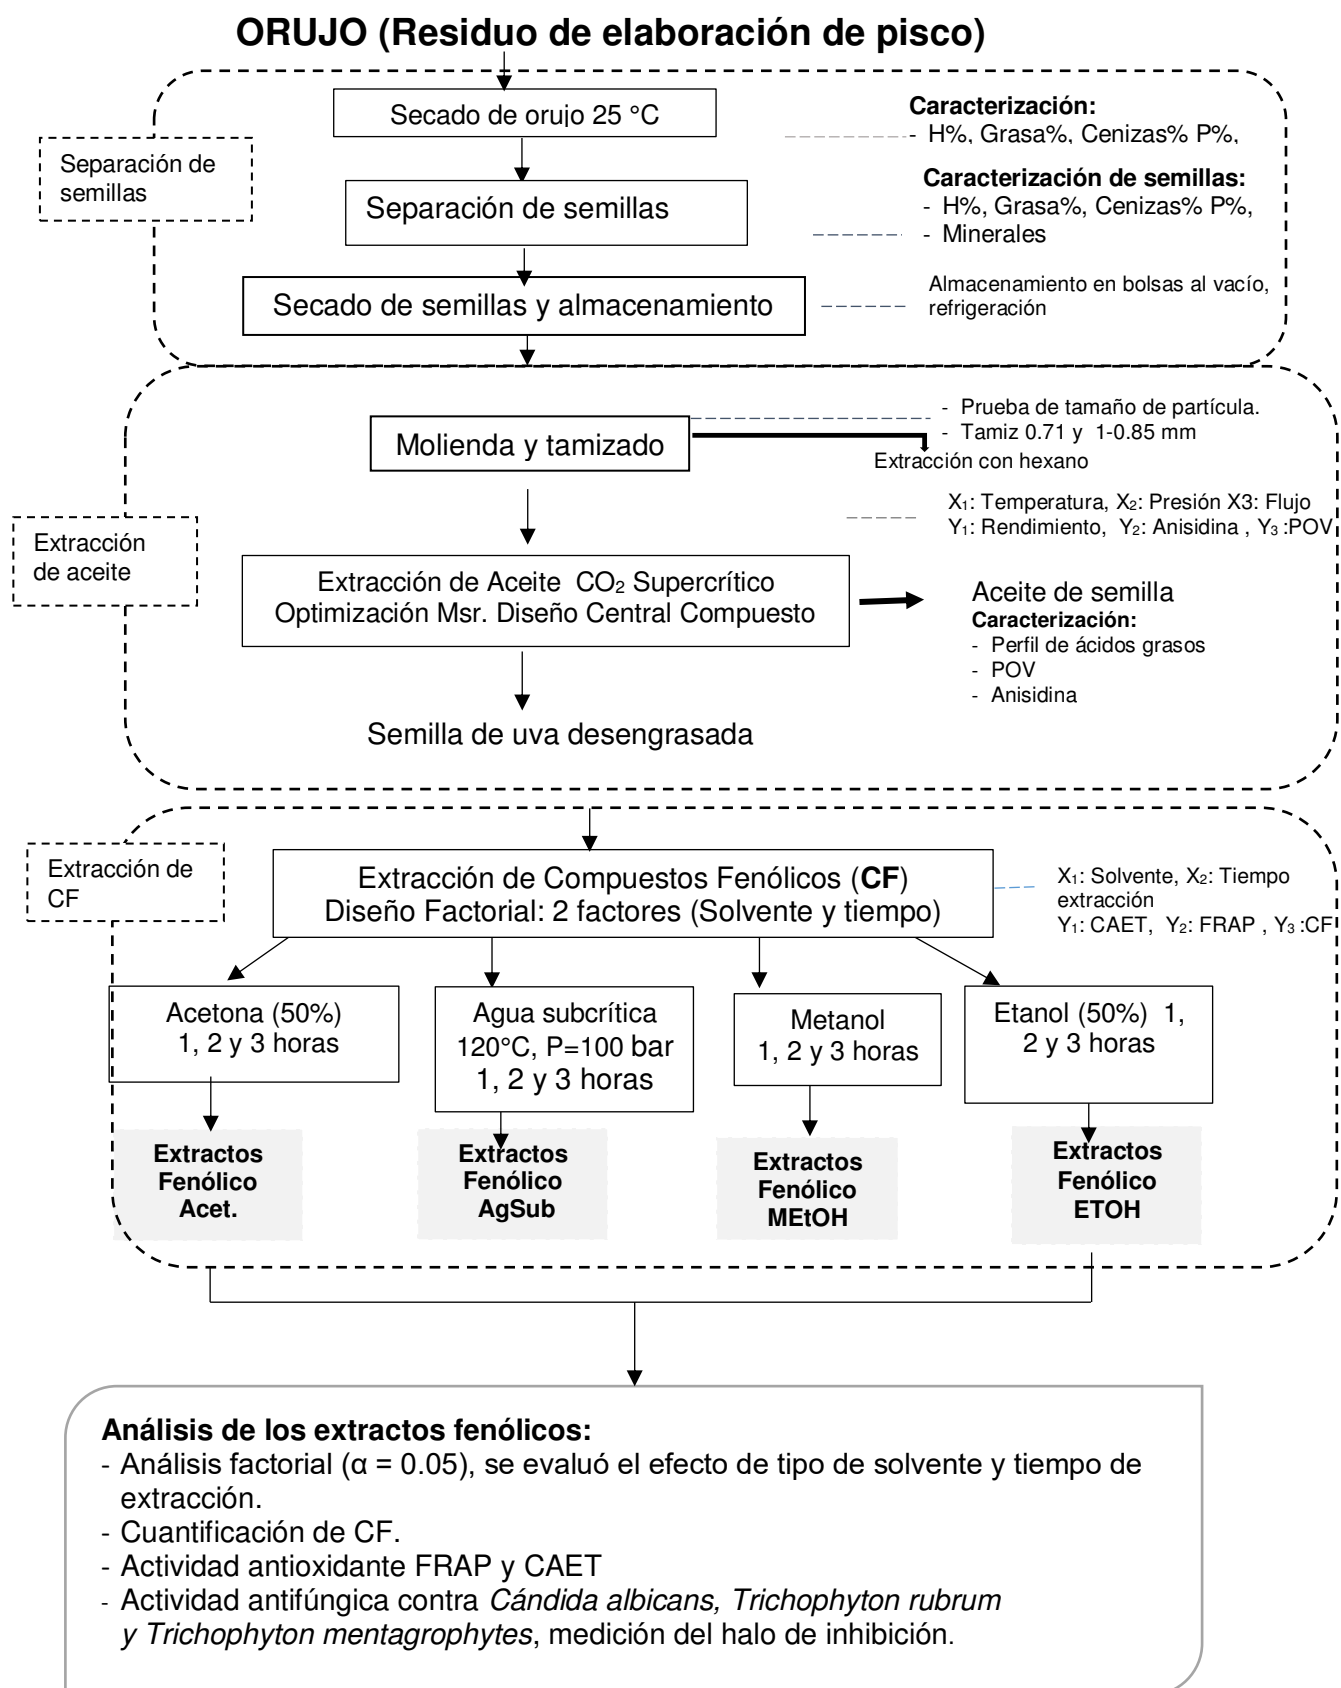 ORUJO (Residuo de elaboración de pisco)
Secado de orujo 25 °C
Caracterización:
- H%, Grasa%, Cenizas% P%,
Separación de
semillas
Separación de semillas
Caracterización de semillas:
- H%, Grasa%, Cenizas% P%,
- Minerales
Secado de semillas y almacenamiento
Almacenamiento en bolsas al vacío,
refrigeración
Molienda y tamizado
- Prueba de tamaño de partícula.
- Tamiz 0.71 y 1-0.85 mm
Extracción con hexano
X₁: Temperatura, X₂: Presión X3: Flujo
Y₁: Rendimiento, Y₂: Anisidina , Y₃ :POV
Extracción
de aceite
Extracción de Aceite CO₂ Supercrítico
Optimización Msr. Diseño Central Compuesto
Aceite de semilla
Caracterización:
- Perfil de ácidos grasos
- POV
- Anisidina
Semilla de uva desengrasada
Extracción de
CF
Extracción de Compuestos Fenólicos (CF)
Diseño Factorial: 2 factores (Solvente y tiempo)
X₁: Solvente, X₂: Tiempo
extracción
Y₁: CAET, Y₂: FRAP , Y₃ :CF
Acetona (50%)
1, 2 y 3 horas
Agua subcrítica
120°C, P=100 bar
1, 2 y 3 horas
Metanol
1, 2 y 3 horas
Etanol (50%) 1,
2 y 3 horas
Extractos
Fenólico
Acet.
Extractos
Fenólico
AgSub
Extractos
Fenólico
MEtOH
Extractos
Fenólico
ETOH
Análisis de los extractos fenólicos:
- Análisis factorial (α = 0.05), se evaluó el efecto de tipo de solvente y tiempo de
extracción.
- Cuantificación de CF.
- Actividad antioxidante FRAP y CAET
- Actividad antifúngica contra Cándida albicans, Trichophyton rubrum
y Trichophyton mentagrophytes, medición del halo de inhibición.